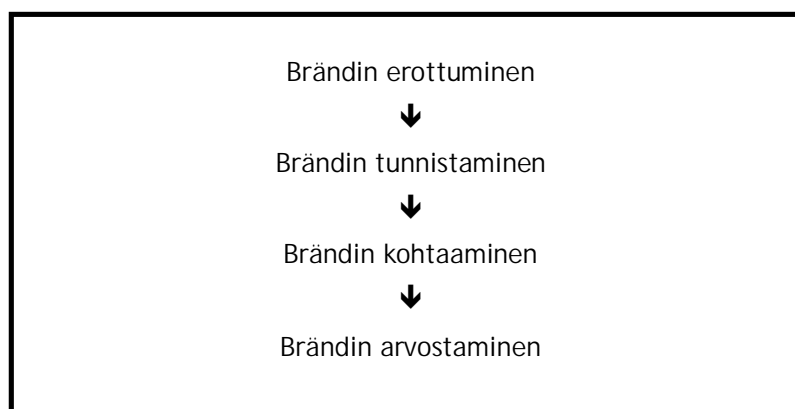 Brändin erottuminen
Brändin tunnistaminen
Brändin kohtaaminen
Brändin arvostaminen